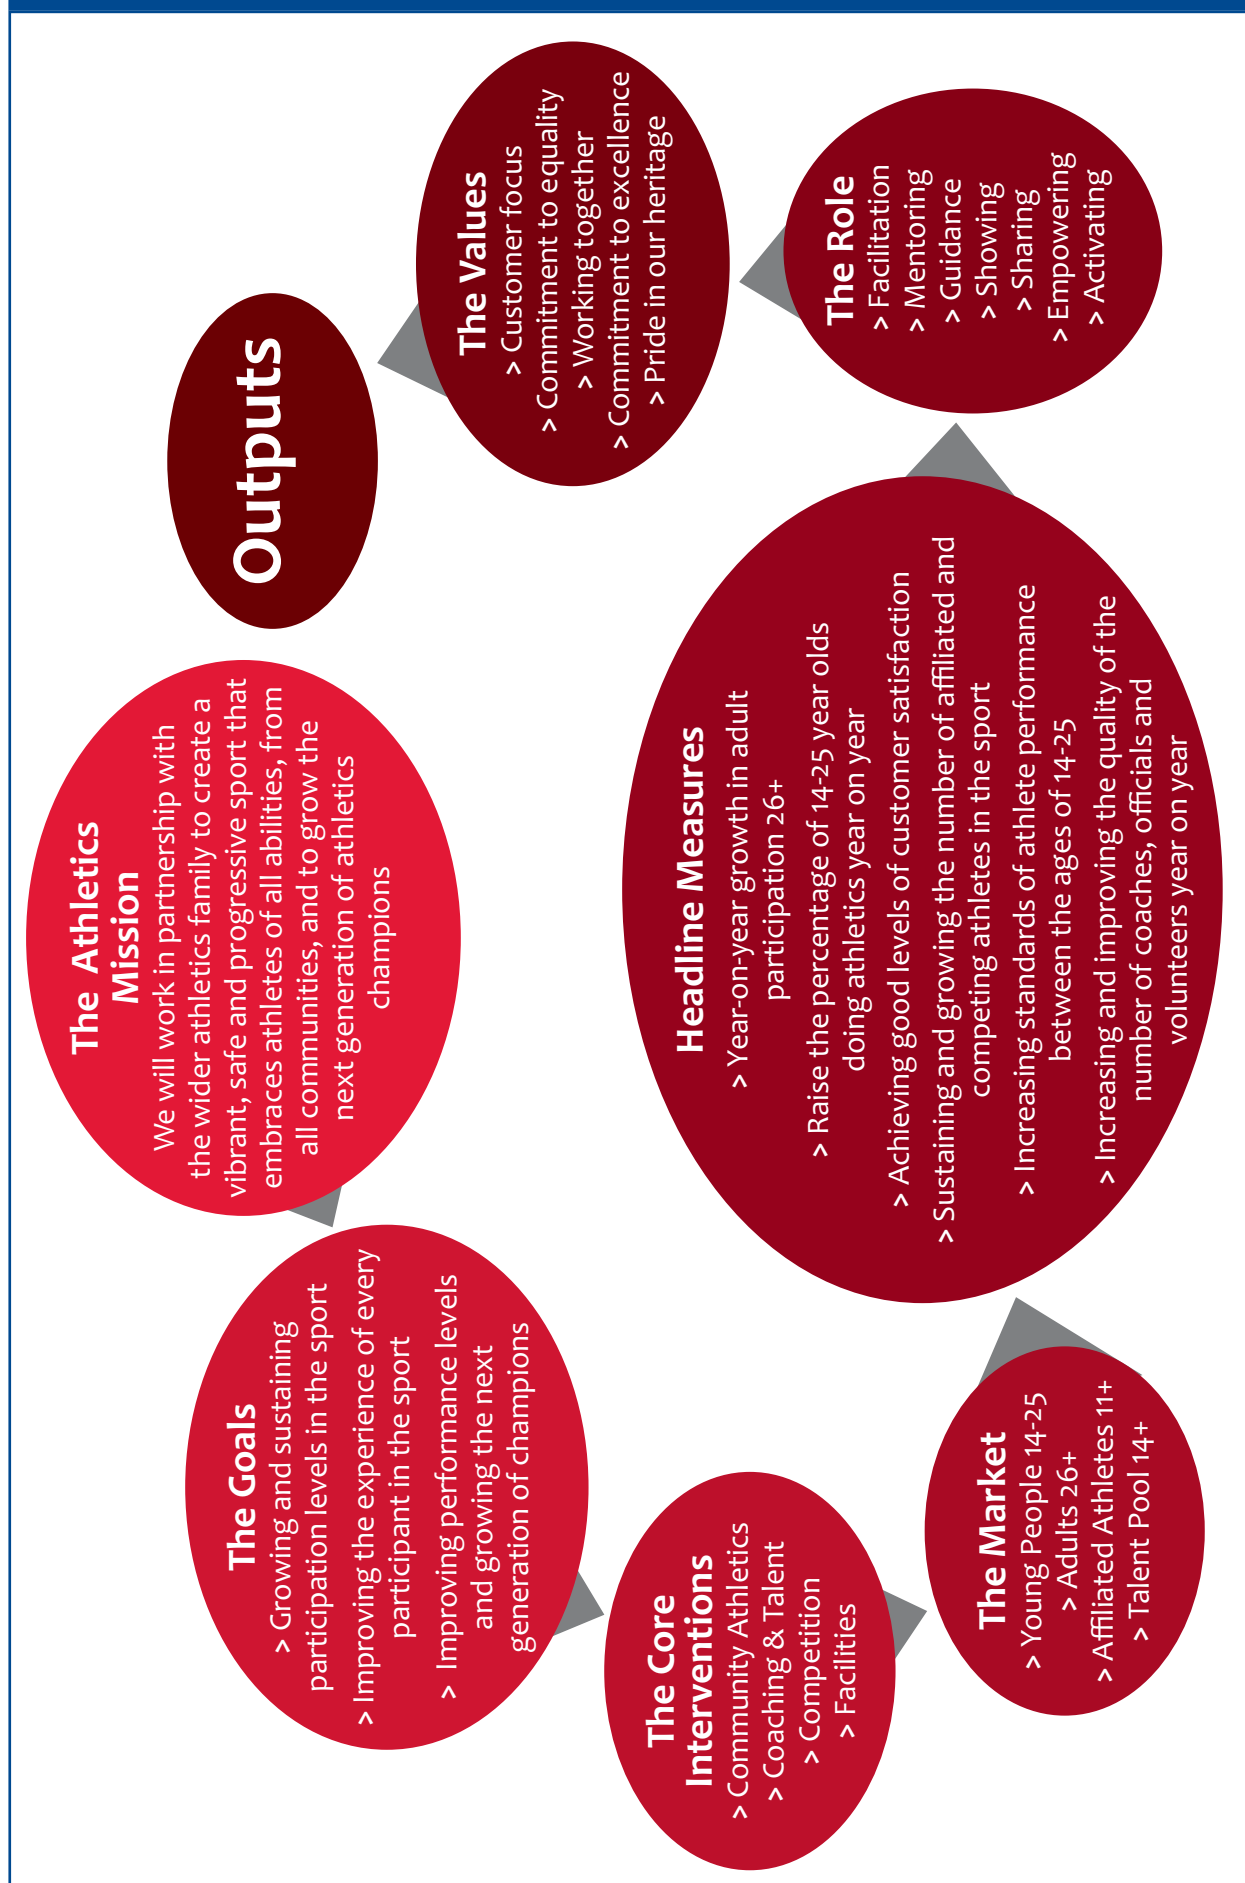 The Athletics
Mission
We will work in partnership with
the wider athletics family to create a
vibrant, safe and progressive sport that
embraces athletes of all abilities, from
all communities, and to grow the
next generation of athletics
champions
The Goals
> Growing and sustaining
participation levels in the sport
> Improving the experience of every
participant in the sport
> Improving performance levels
and growing the next
generation of champions
The Core
Interventions
> Community Athletics
> Coaching & Talent
> Competition
> Facilities
The Market
> Young People 14-25
> Adults 26+
> Affiliated Athletes 11+
> Talent Pool 14+
Headline Measures
> Year-on-year growth in adult
participation 26+
> Raise the percentage of 14-25 year olds
doing athletics year on year
> Achieving good levels of customer satisfaction
> Sustaining and growing the number of affiliated and
competing athletes in the sport
> Increasing standards of athlete performance
between the ages of 14-25
> Increasing and improving the quality of the
number of coaches, officials and
volunteers year on year
The Role
> Facilitation
> Mentoring
> Guidance
> Showing
> Sharing
> Empowering
> Activating
The Values
> Customer focus
> Commitment to equality
> Working together
> Commitment to excellence
> Pride in our heritage
Outputs